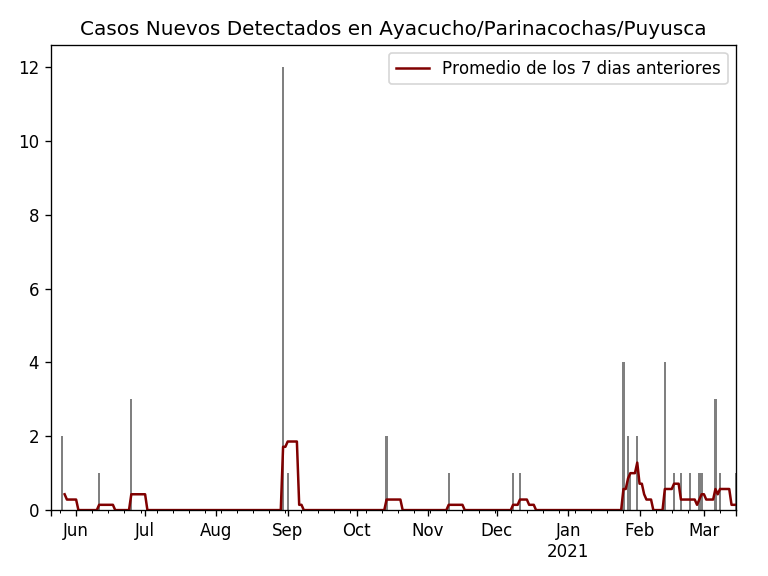 Casos Nuevos Detectados en Ayacucho/Parinacochas/Puyusca
Promedio de los 7 dias anteriores
12
10
8
6
4
2
0
Jun Jul Aug Sep Oct Nov Dec Jan Feb Mar
2021